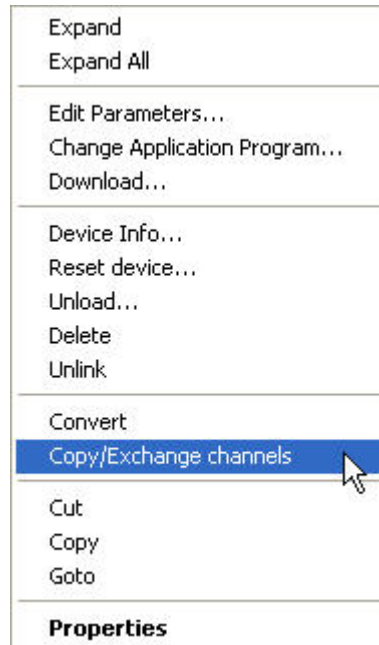 Expand
Expand All
Edit Parameters...
Change Application Program...
Download...
Device Info...
Reset device...
Unload...
Delete
Unlink
Convert
Copy/Exchange channels
Cut
Copy
Goto
Properties